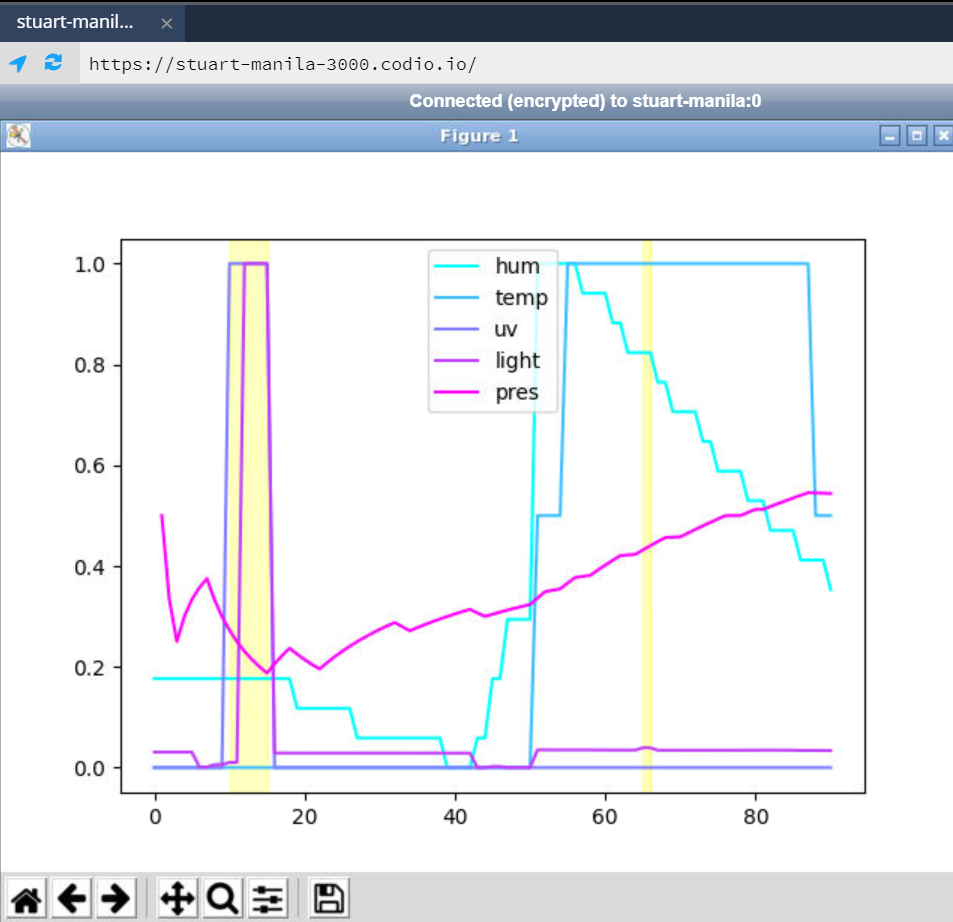 stuart-manil...
https://stuart-manila-3000.codio.io/
Connected (encrypted) to stuart-manila:0
Figure 1
1.0
0.8
0.6
0.4
0.2
0.0
hum
temp
uv
light
pres
0 20 40 60 80